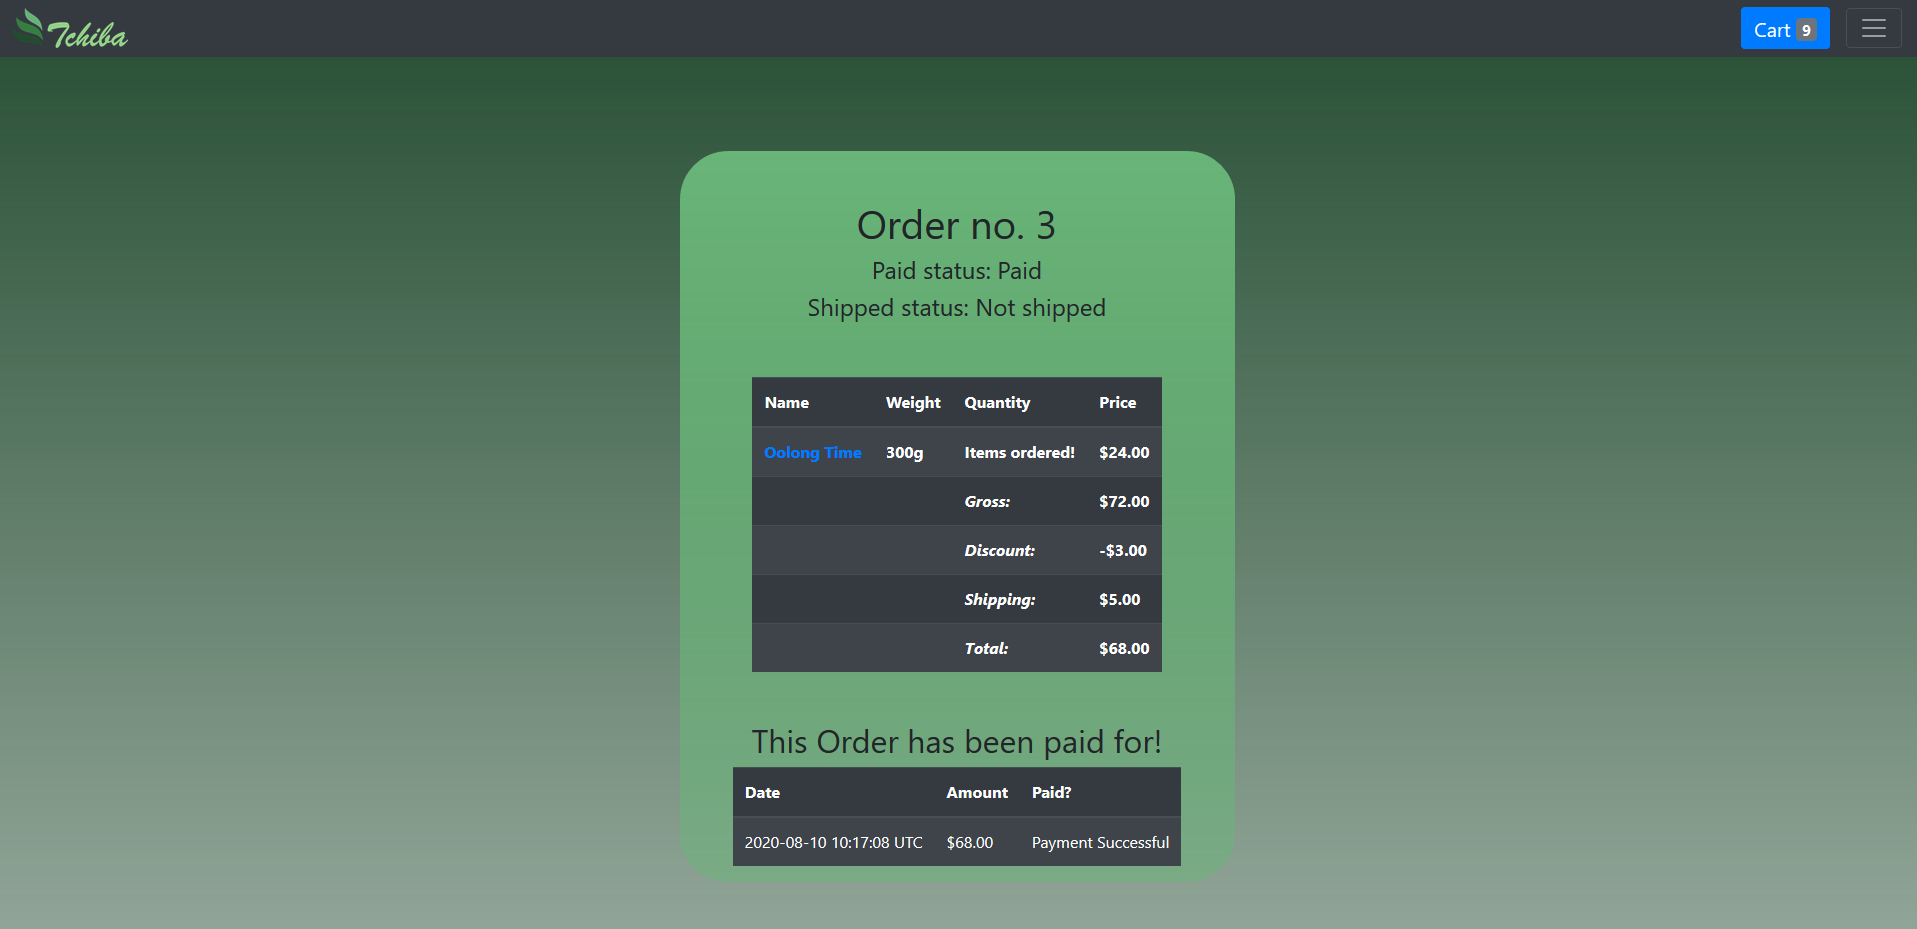 Tchiba
Cart 9
Order no. 3
Paid status: Paid
Shipped status: Not shipped
Name Weight Quantity Price
Oolong Time 300g Items ordered! $24.00
Gross: $72.00
Discount: -$3.00
Shipping: $5.00
Total: $68.00
This Order has been paid for!
Date Amount Paid?
2020-08-10 10:17:08 UTC $68.00 Payment Successful